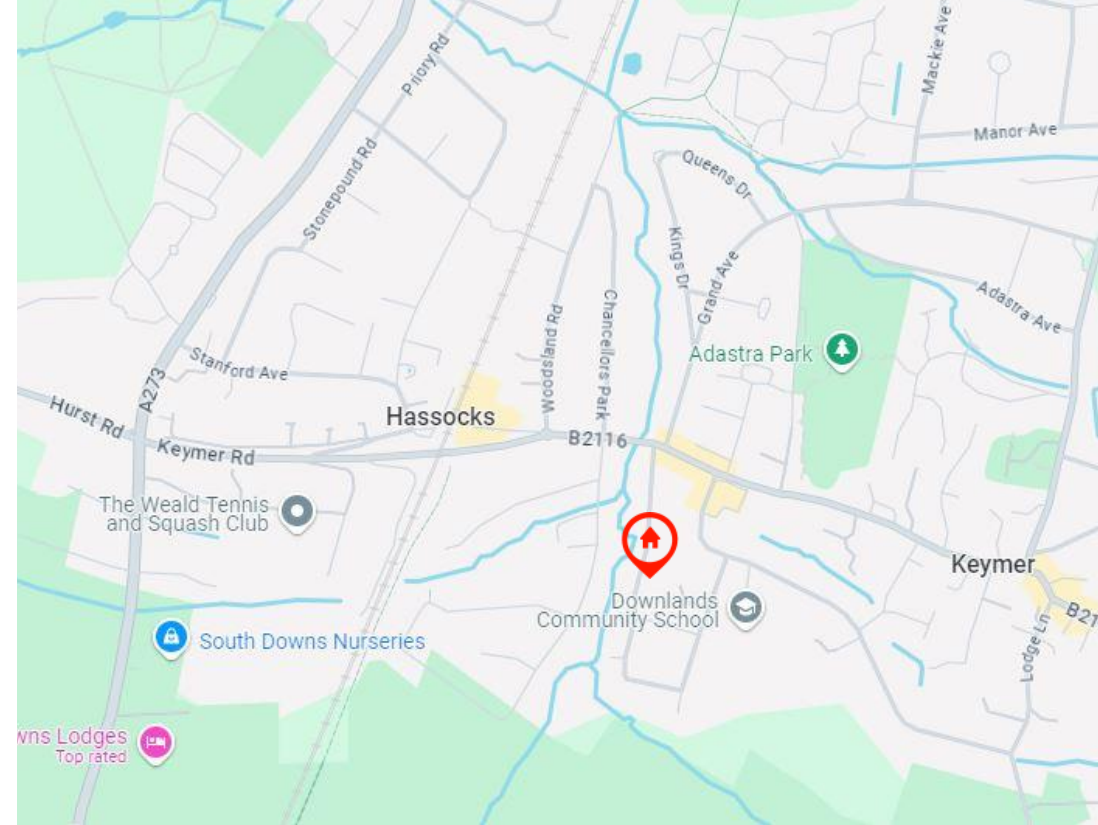 Priory Rd
Mackie Ave
Manor Ave
Stonepound Rd
Queens Dr
Kings Dr
Grand Ave
Adastra Ave
Adastra Park
Woodsland Rd
Chancellors Park
Stanford Ave
A273
Hurst Rd
Keymer Rd
Hassocks
B2116
The Weald Tennis
and Squash Club
Keymer
Downlands
Community School
B21
Lodge Ln
South Downs Nurseries
wns Lodges
Top rated